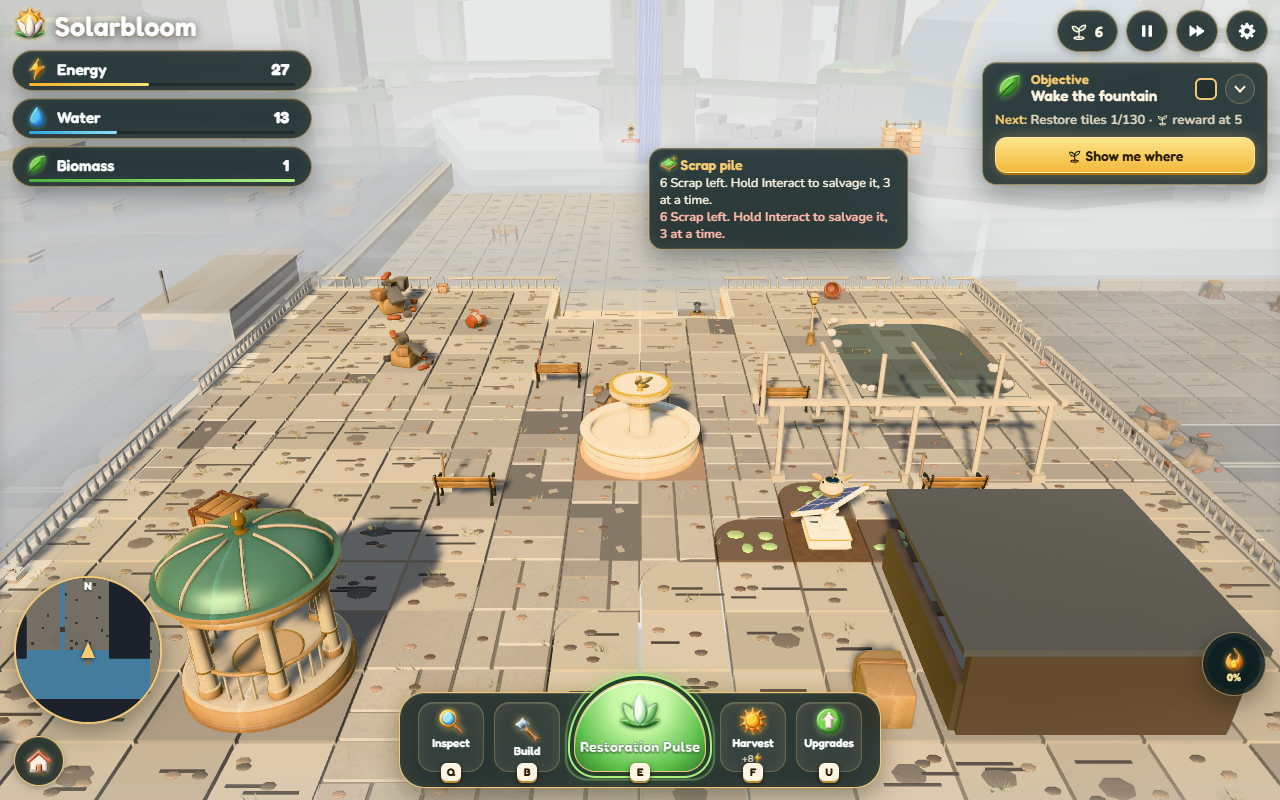 Solarbloom
Energy 27
Water 13
Biomass 1
6
Objective
Wake the fountain
Next: Restore tiles 1/130 · reward at 5
Show me where
Scrap pile
6 Scrap left. Hold Interact to salvage it, 3
at a time.
6 Scrap left. Hold Interact to salvage it,
3 at a time.
N
0%
Inspect
Q
Build
B
Restoration Pulse
E
Harvest
+8
F
Upgrades
U